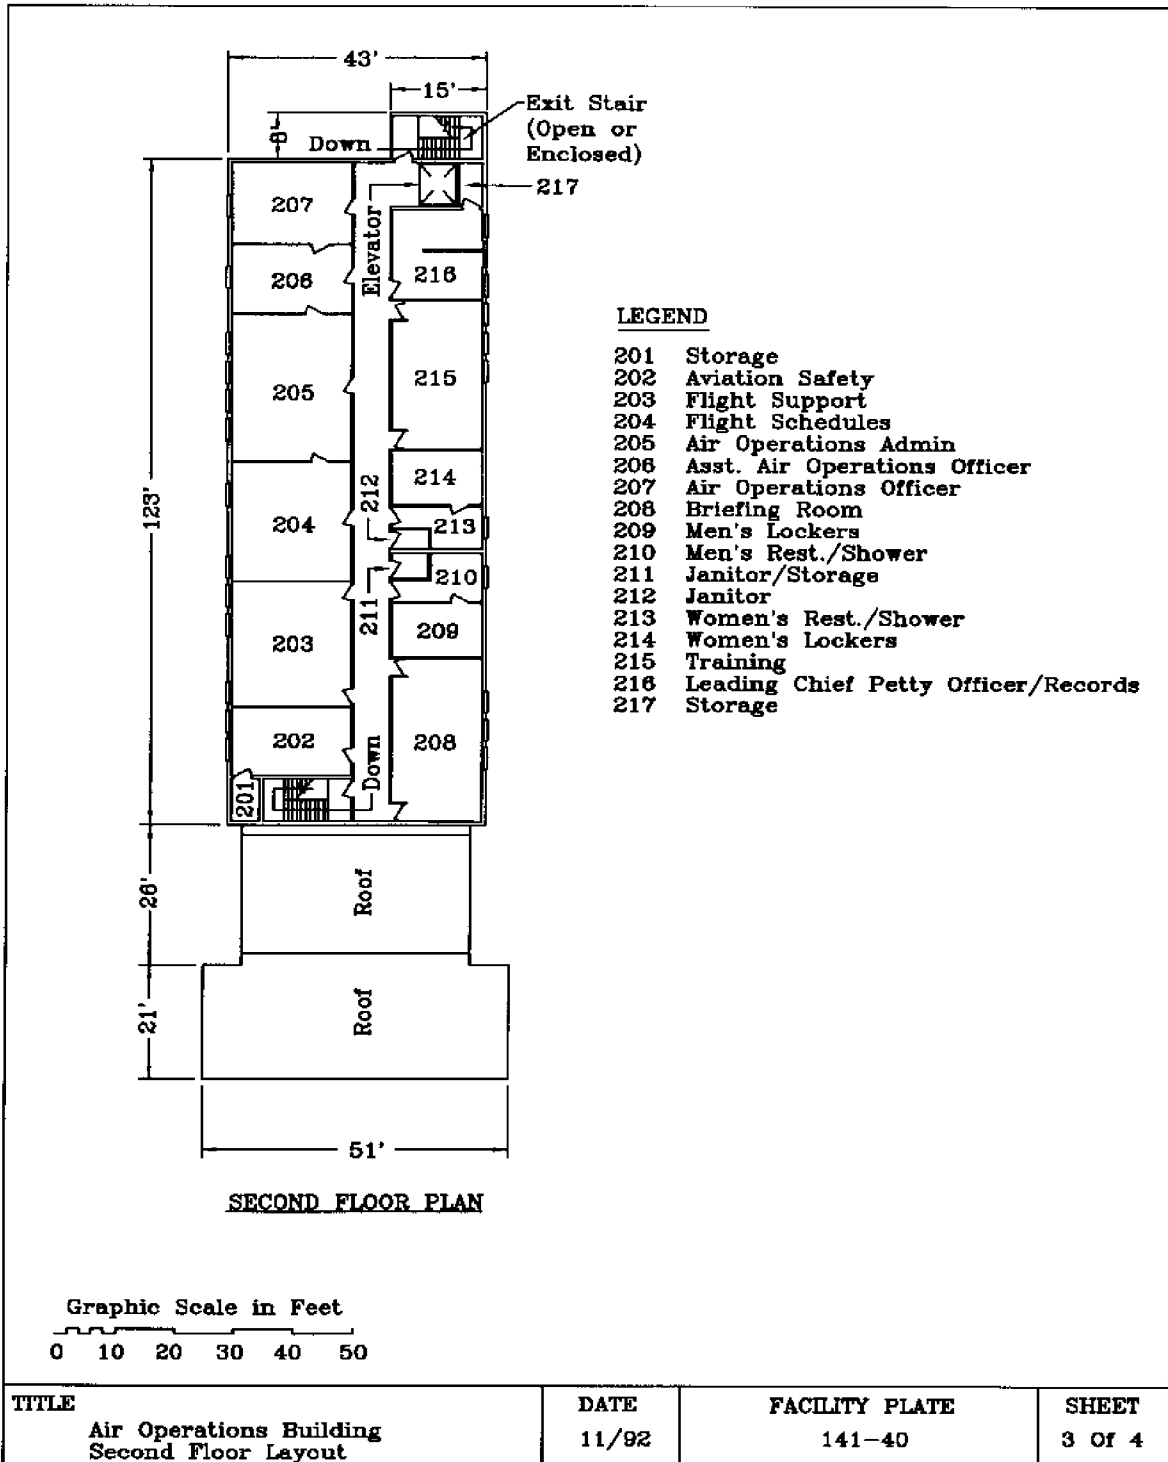 43'
15'
8'
Exit Stair
(Open or
Enclosed)
Down
217
207
Elevator
206
216
205
215
123'
214
212
204
213
210
211
203
209
202
Down
208
201
26'
Roof
21'
Roof
51'
SECOND FLOOR PLAN
LEGEND
201 Storage
202 Aviation Safety
203 Flight Support
204 Flight Schedules
205 Air Operations Admin
206 Asst. Air Operations Officer
207 Air Operations Officer
208 Briefing Room
209 Men's Lockers
210 Men's Rest./Shower
211 Janitor/Storage
212 Janitor
213 Women's Rest./Shower
214 Women's Lockers
215 Training
216 Leading Chief Petty Officer/Records
217 Storage
Graphic Scale in Feet
0 10 20 30 40 50
TITLE
Air Operations Building
Second Floor Layout
DATE
11/92
FACILITY PLATE
141-40
SHEET
3 Of 4